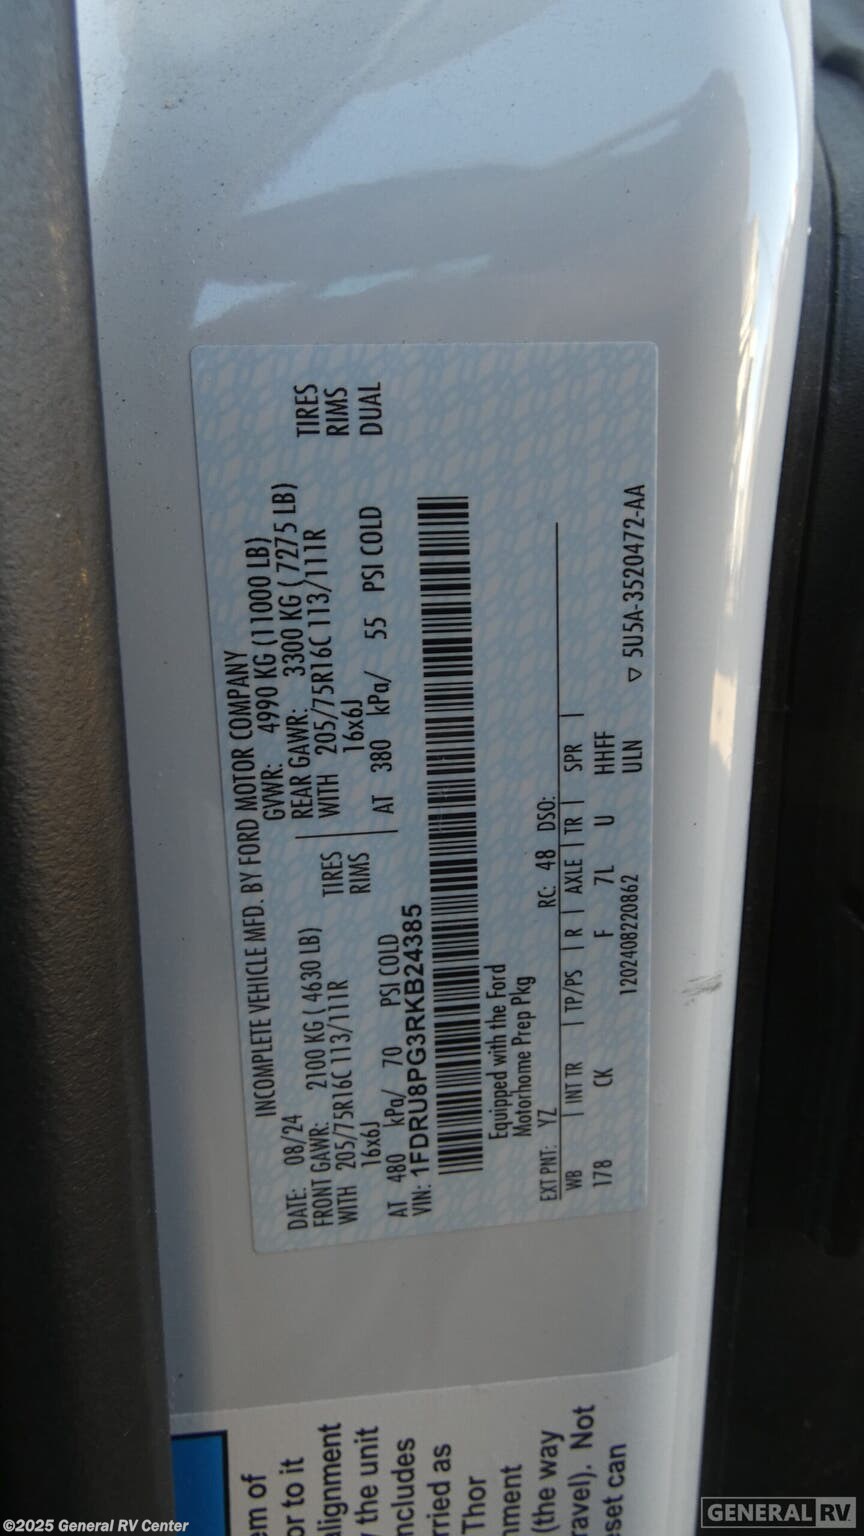 INCOMPLETE VEHICLE MFD. BY FORD MOTOR COMPANY
DATE: 08/24 GVWR: 4990 KG (11000 LB)
FRONT GAWR: 2100 KG ( 4630 LB) REAR GAWR: 3300 KG ( 7275 LB)
WITH 205/75R16C 113/111R TIRES WITH 205/75R16C 113/111R TIRES
16x6J RIMS 16x6J RIMS
AT 480 kPa/ 70 PSI COLD AT 380 kPa/ 55 PSI COLD DUAL
VIN: 1FDRU8PG3RKB24385
Equipped with the Ford
Motorhome Prep Pkg
EXT PNT: YZ RC: 48 DSO:
WB | INT TR | TP/PS | R | AXLE | TR | SPR |
178 CK F 7L U HHFF
1202408220862 ULN
▽ 5U5A-3520472-AA
em of
or to it
lignment
the unit
ncludes
rried as
Thor
nment
(the way
ravel). Not
set can
©2025 General RV Center
GENERAL RV